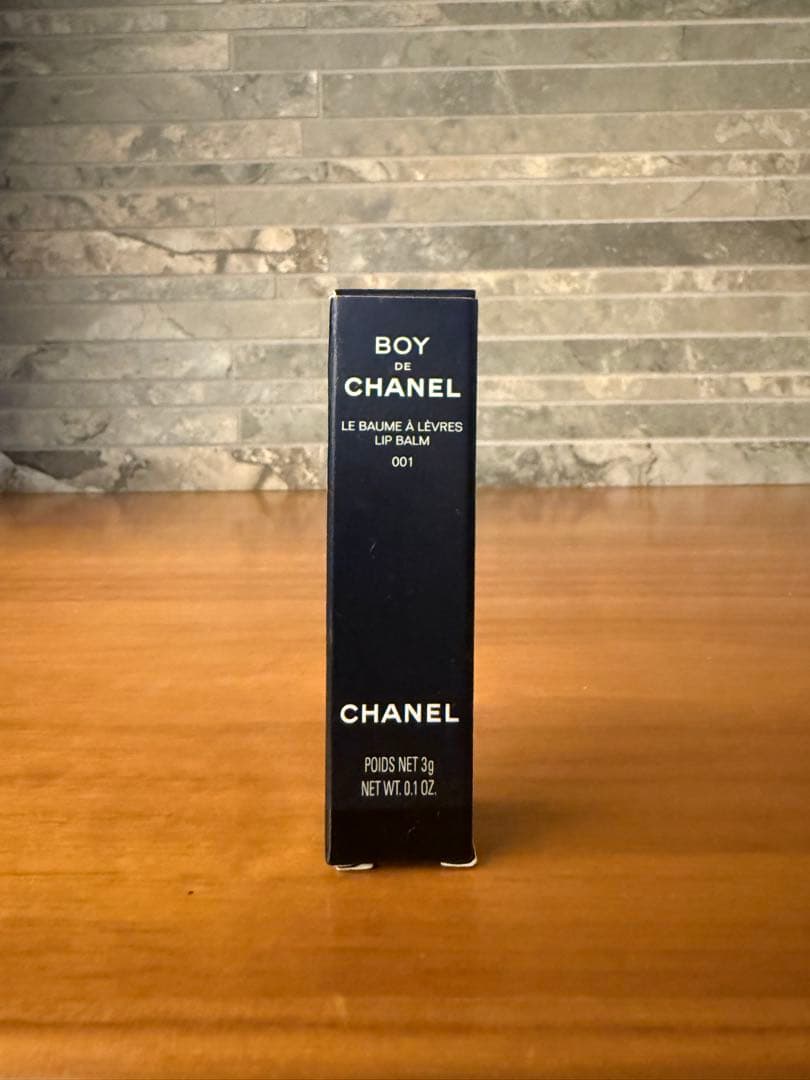 BOY
DE
CHANEL
LE BAUME À LÈVRES
LIP BALM
001
CHANEL
POIDS NET 3g
NET WT. 0.1 OZ.